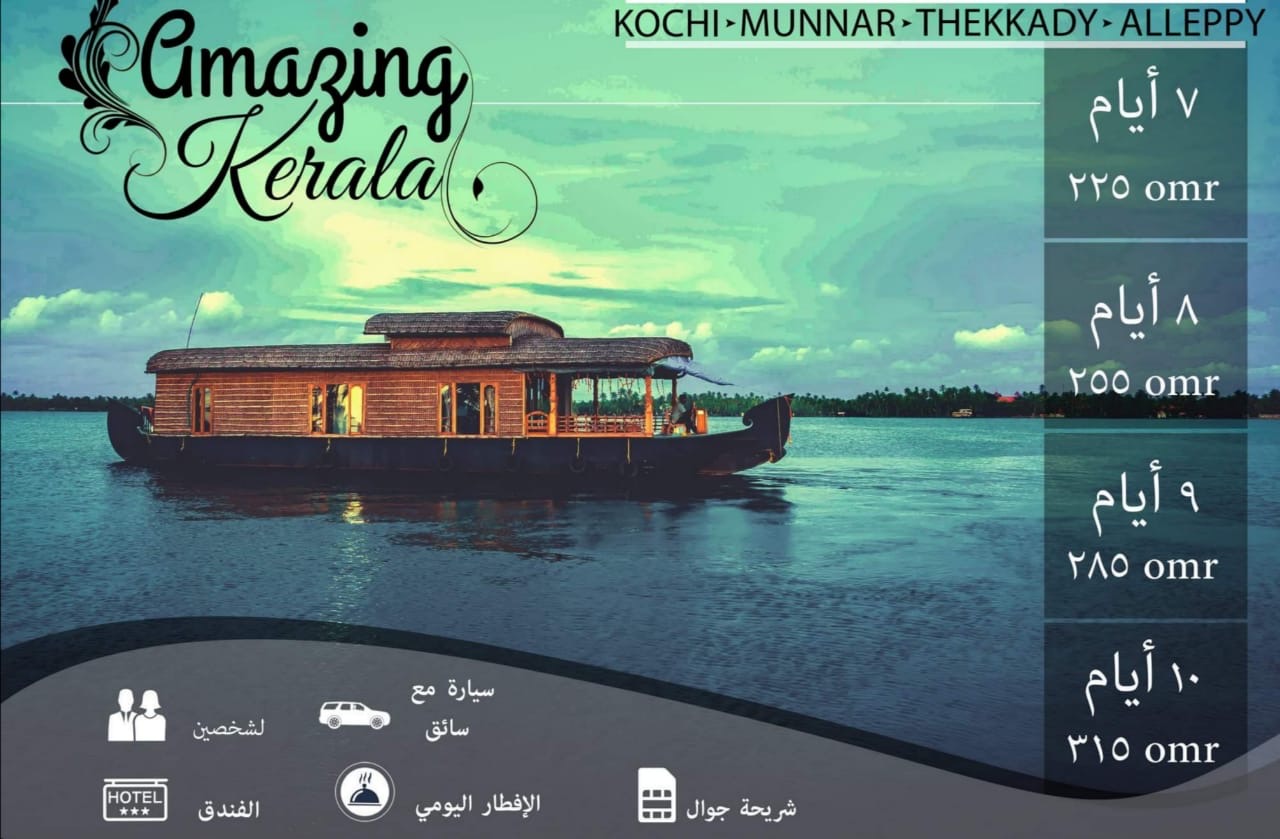 Amazing
Kerala
KOCHI ➤ MUNNAR ➤ THEKKADY ➤ ALLEPPY
٧ أيام
٢٢٥ omr
٨ أيام
٢٥٥ omr
٩ أيام
٢٨٥ omr
١٠ أيام
٣١٥ omr
لشخصين
سيارة مع
سائق
HOTEL
الفندق
الإفطار اليومي
شريحة جوال